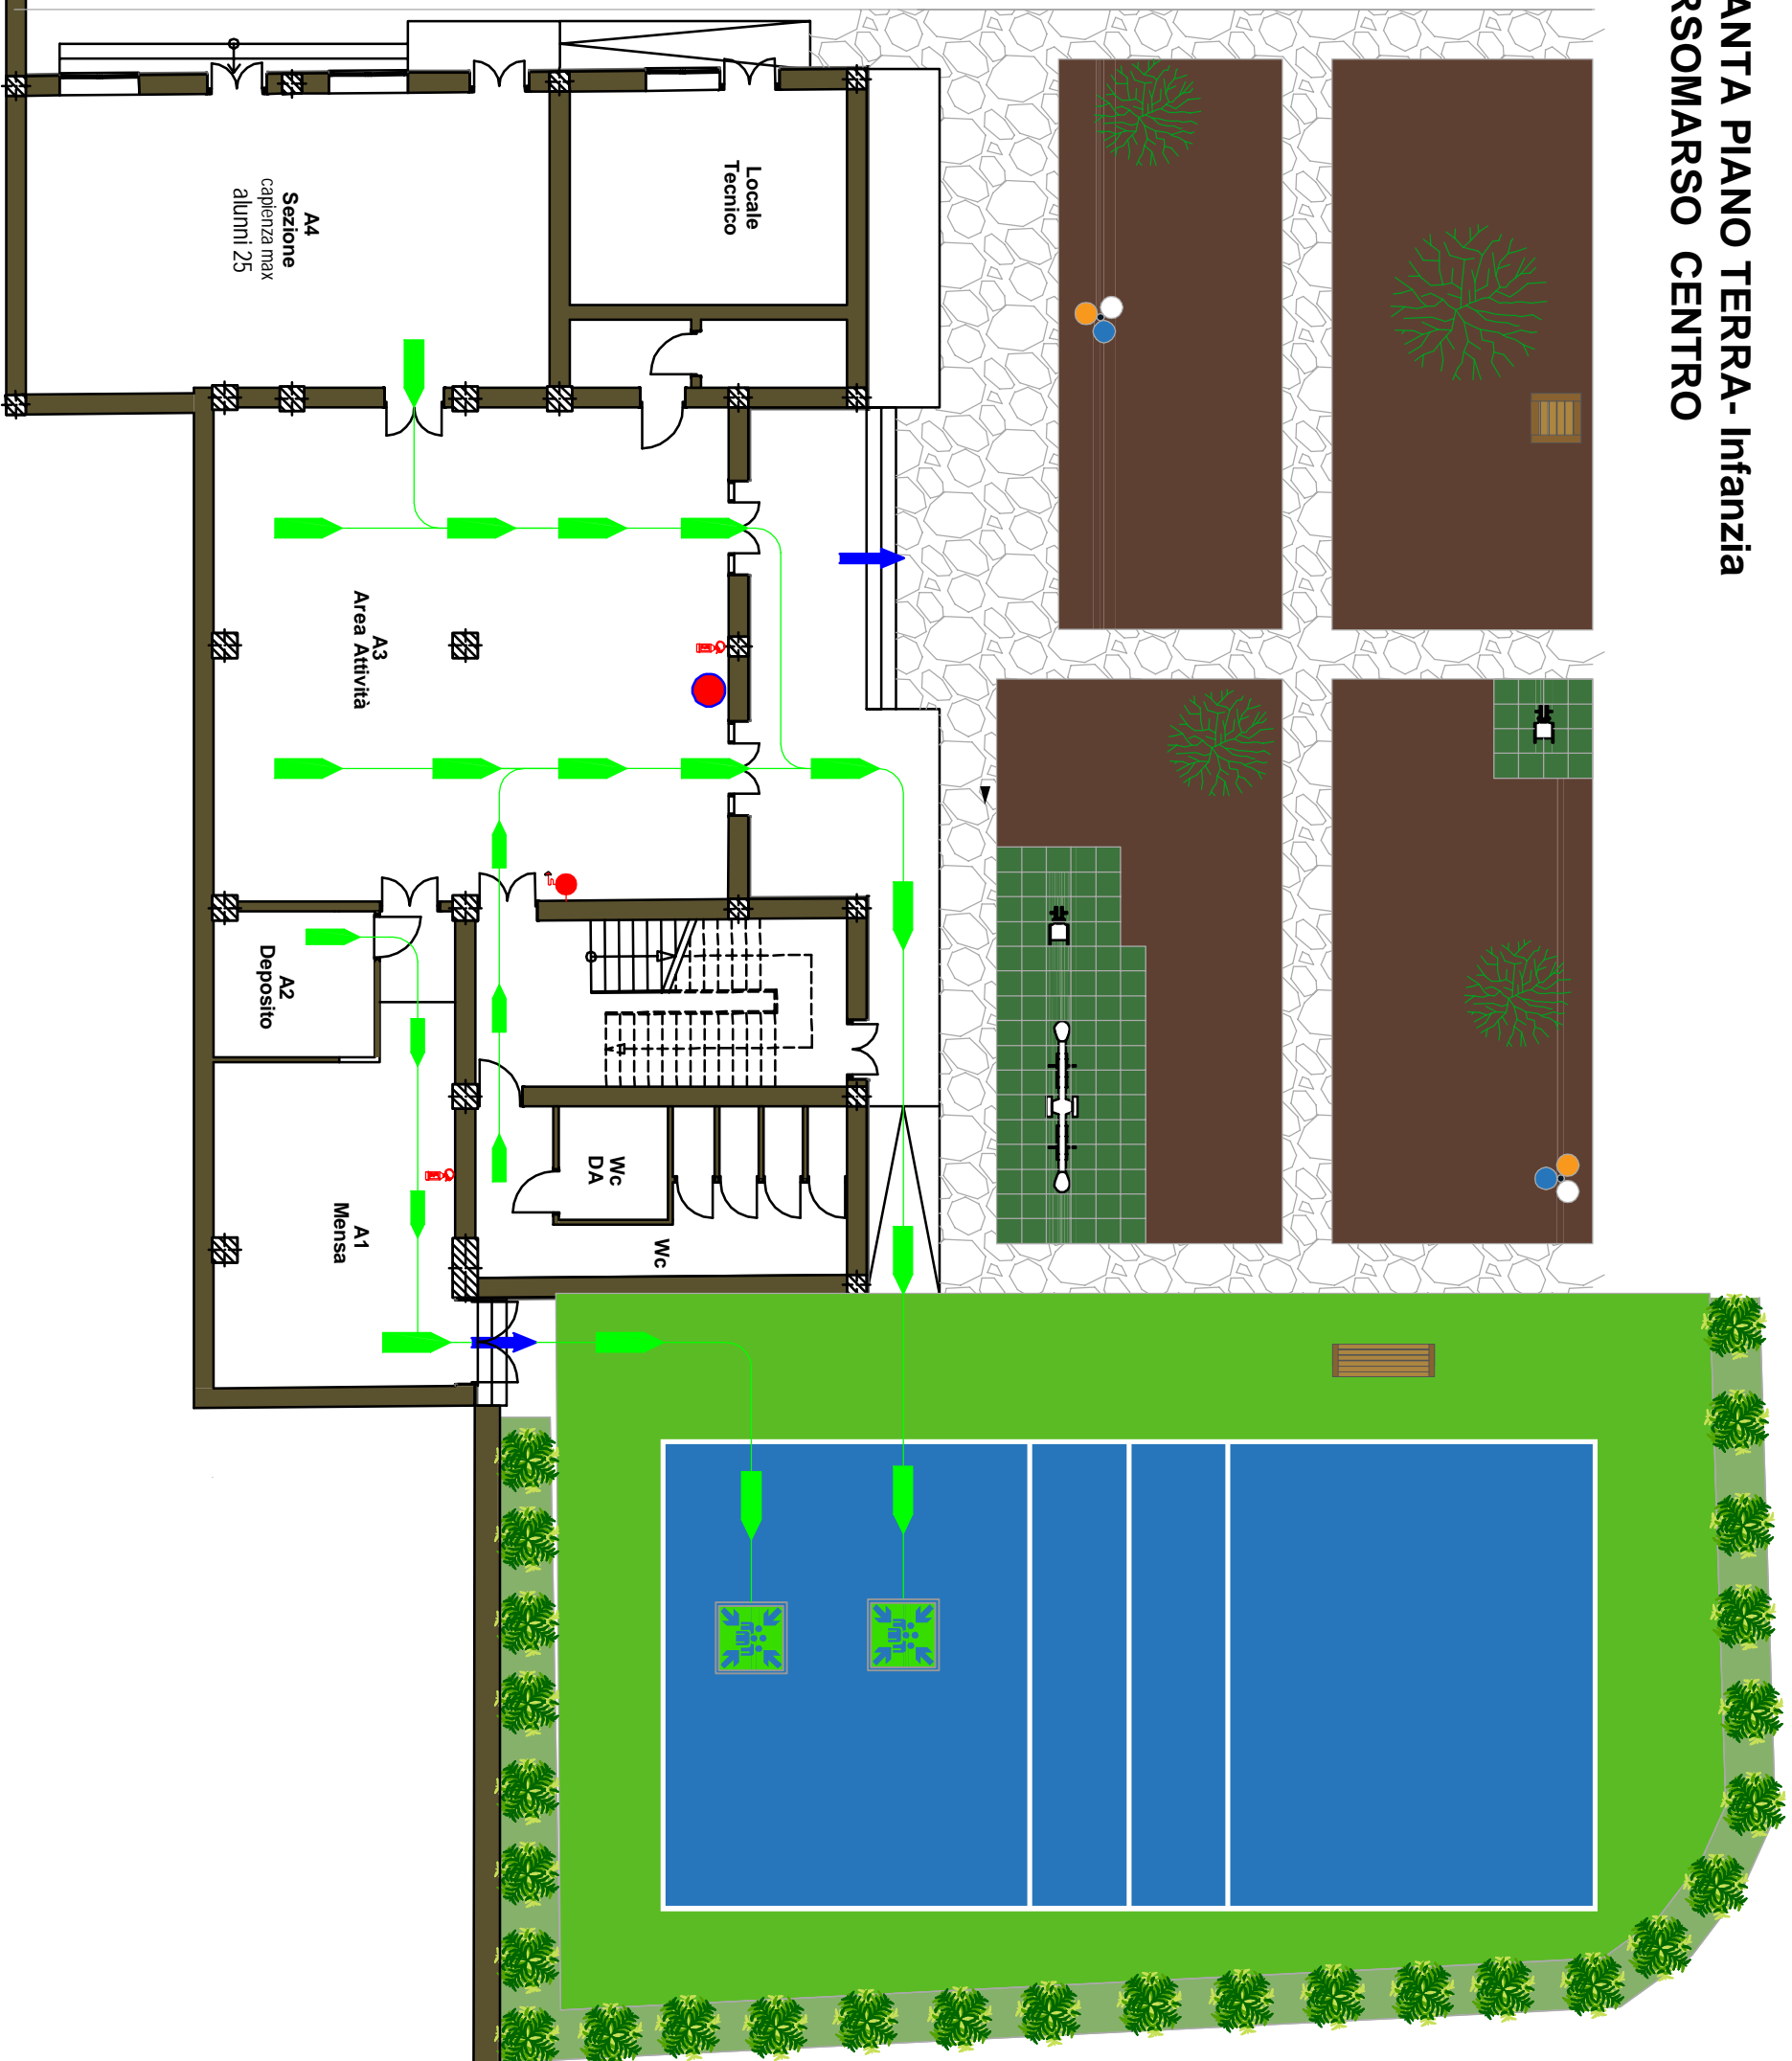 ANTA PIANO TERRA- Infanzia
RSOMARSO CENTRO
Locale
Tecnico
A4
Sezione
capienza max
alunni 25
A3
Area Attività
A2
Deposito
Wc
DA
Wc
A1
Mensa